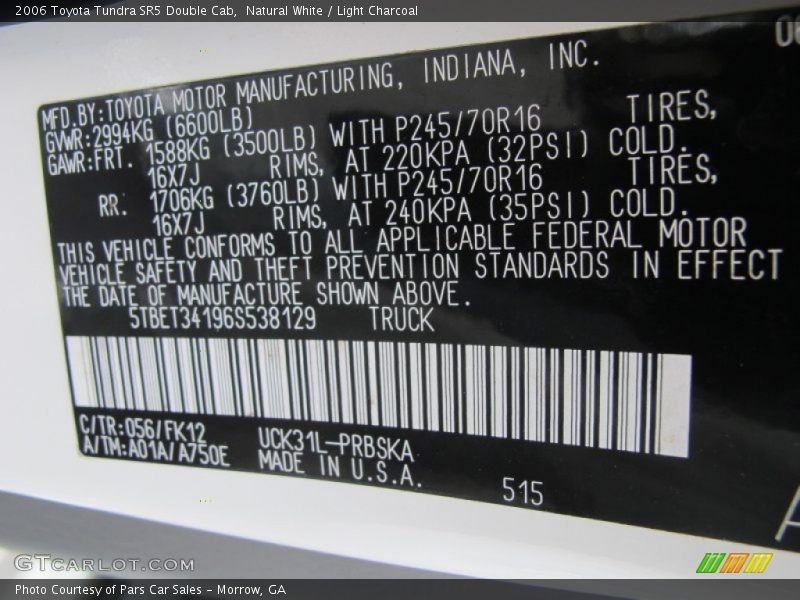 2006 Toyota Tundra SR5 Double Cab,  Natural White / Light Charcoal
MFD.BY:TOYOTA MOTOR MANUFACTURING, INDIANA, INC.
GVWR:2994KG (6600LB)
GAWR:FRT. 1588KG (3500LB) WITH P245/70R16 TIRES,
16X7J RIMS, AT 220KPA (32PSI) COLD.
RR. 1706KG (3760LB) WITH P245/70R16 TIRES,
16X7J RIMS, AT 240KPA (35PSI) COLD.
THIS VEHICLE CONFORMS TO ALL APPLICABLE FEDERAL MOTOR
VEHICLE SAFETY AND THEFT PREVENTION STANDARDS IN EFFECT
THE DATE OF MANUFACTURE SHOWN ABOVE.
5TBET34196S538129 TRUCK
C/TR:056/FK12 UCK31L-PRBSKA
A/TM:A01A/A750E MADE IN U.S.A.
515
GTCARLOT.COM
Photo Courtesy of Pars Car Sales - Morrow, GA